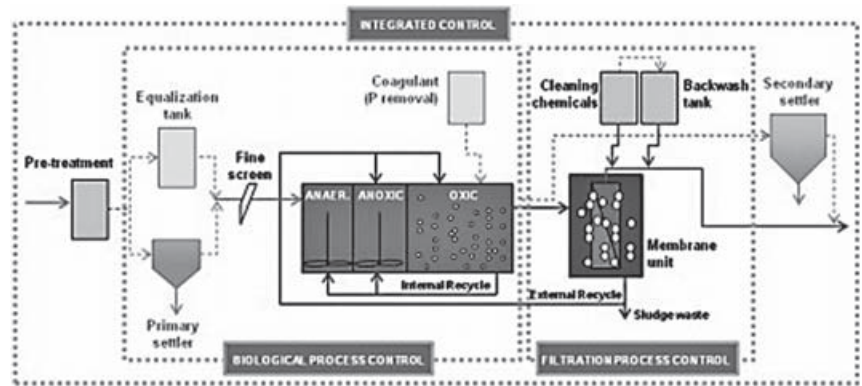 INTEGRATED CONTROL
Pre-treatment
Equalization
tank
Primary
settler
Fine
screen
Coagulant
(P removal)
ANAER.
ANOXIC
OXIC
Internal Recycle
External Recycle
BIOLOGICAL PROCESS CONTROL
Cleaning
chemicals
Backwash
tank
Membrane
unit
Sludge waste
FILTRATION PROCESS CONTROL
Secondary
settler